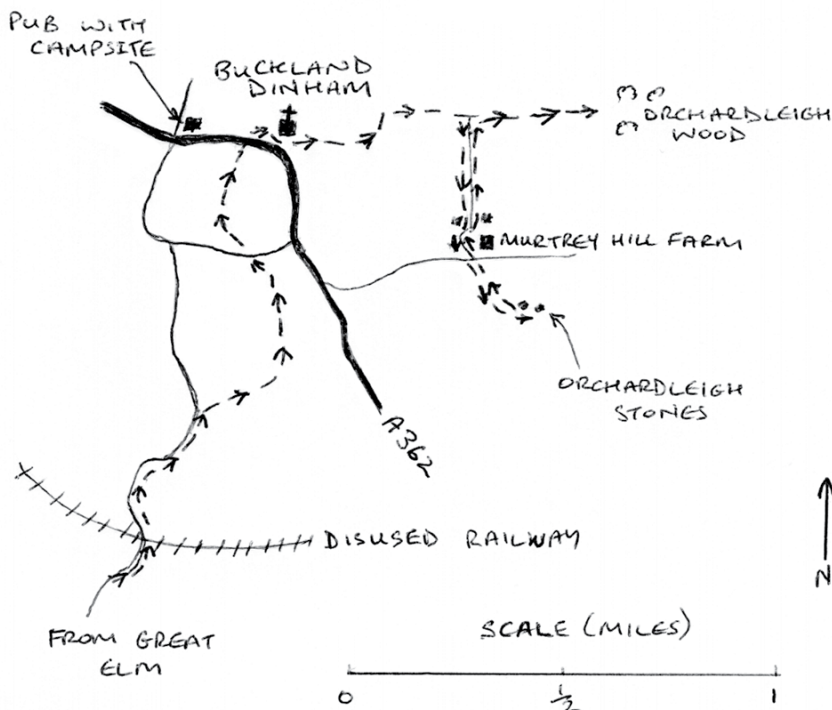 PUB WITH
CAMPSITE
BUCKLAND
DINHAM
ORCHARDLEIGH
WOOD
MURTREY HILL FARM
ORCHARDLEIGH
STONES
A362
DISUSED RAILWAY
N
FROM GREAT
ELM
SCALE (MILES)
0 1/2 1